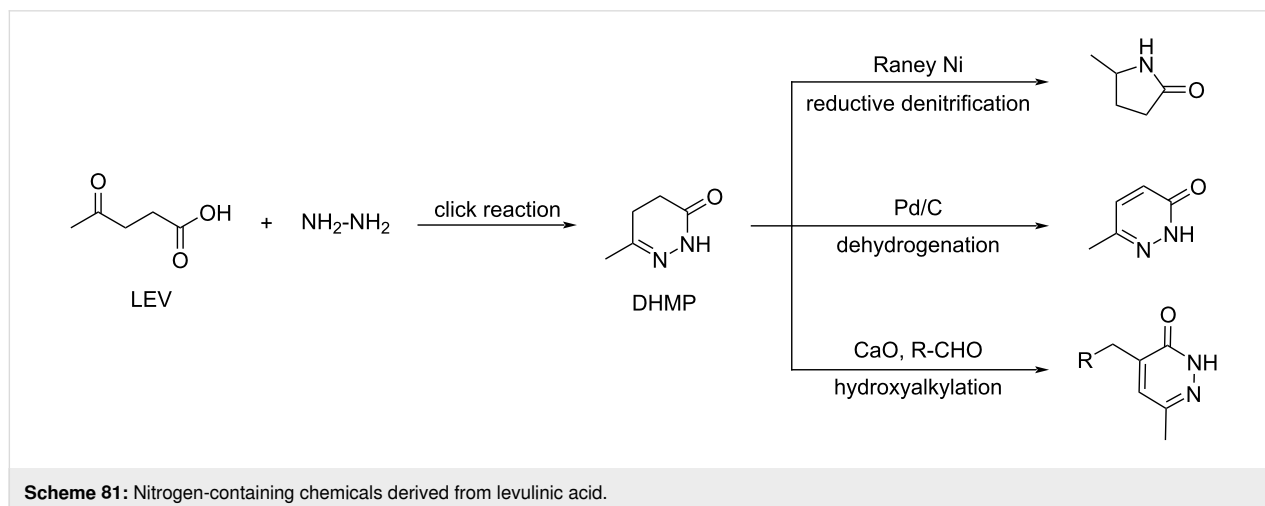 Raney Ni
reductive denitrification
H
N
O
O
OH
O
LEV
+
NH₂-NH₂
click reaction
O
NH
N
DHMP
Pd/C
dehydrogenation
O
NH
N
CaO, R-CHO
hydroxyalkylation
O
R
NH
N
Scheme 81: Nitrogen-containing chemicals derived from levulinic acid.